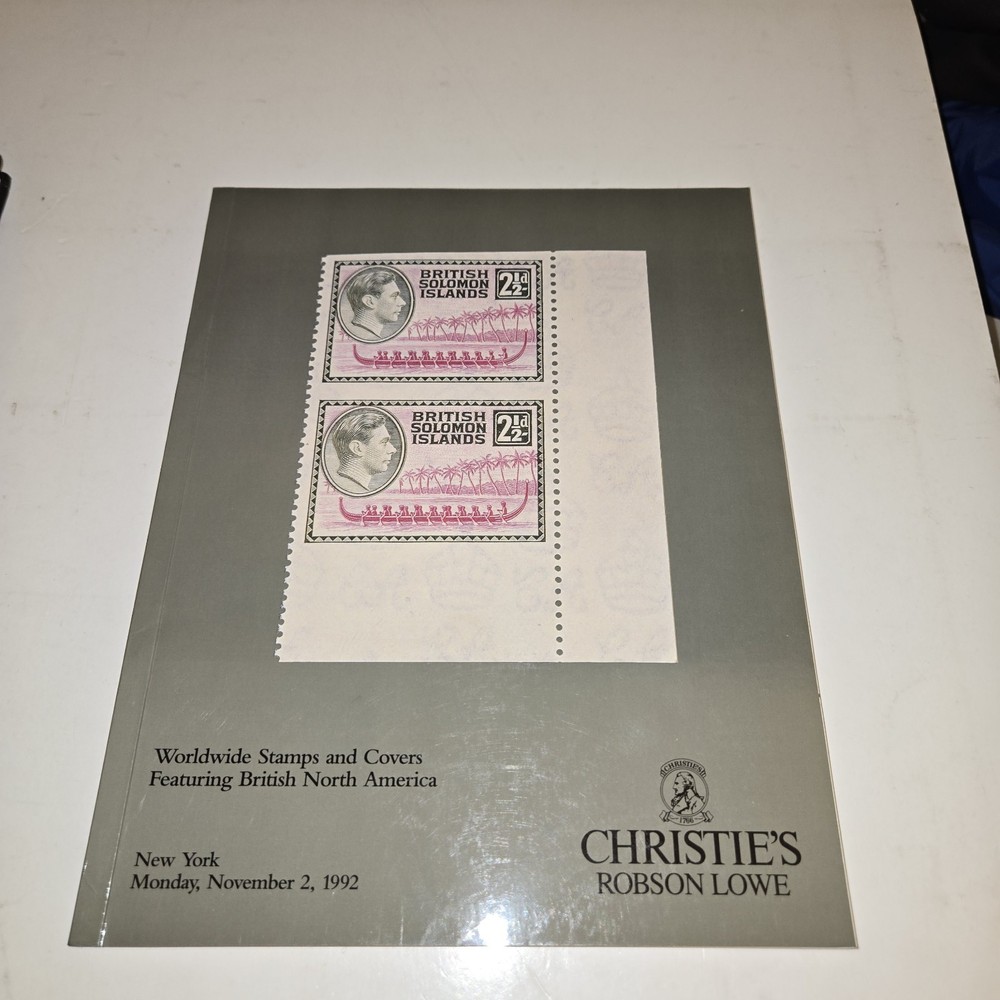 BRITISH
SOLOMON
ISLANDS
2½d
BRITISH
SOLOMON
ISLANDS
2½d
Worldwide Stamps and Covers
Featuring British North America
New York
Monday, November 2, 1992
CHRISTIE'S
1766
CHRISTIE'S
ROBSON LOWE